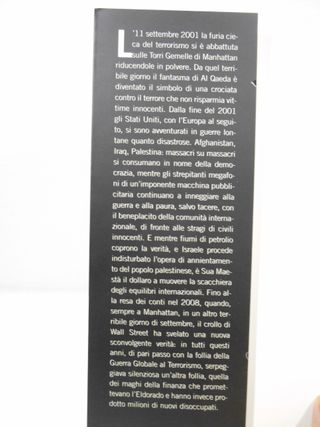 L'11 settembre 2001 la furia cie-
ca del terrorismo si è abbattuta
sulle Torri Gemelle di Manhattan
riducendole in polvere. Da quel terri-
bile giorno il fantasma di Al Qaeda è
diventato il simbolo di una crociata
contro il terrore che non risparmia vit-
time innocenti. Dalla fine del 2001
gli Stati Uniti, con l'Europa al segui-
to, si sono avventurati in guerre lon-
tane quanto disastrose. Afghanistan,
Iraq, Palestina: massacri su massacri
si consumano in nome della demo-
crazia, mentre gli strepitanti megafo-
ni di un'imponente macchina pubbli-
citaria continuano a inneggiare alla
guerra e alla paura, salvo tacere, con
il beneplacito della comunità interna-
zionale, di fronte alle stragi di civili
innocenti. E mentre fiumi di petrolio
coprono la verità, e Israele procede
indisturbato l'opera di annientamen-
to del popolo palestinese, è Sua Mae-
stà il dollaro a muovere la scacchiera
degli equilibri internazionali. Fino al-
la resa dei conti nel 2008, quando,
sempre a Manhattan, in un altro ter-
ribile giorno di settembre, il crollo di
Wall Street ha svelato una nuova
sconvolgente verità: in tutti questi
anni, di pari passo con la follia della
Guerra Globale al Terrorismo, serpeg-
giava silenziosa un'altra follia, quella
dei maghi della finanza che promet-
tevano l'Eldorado e hanno invece pro-
dotto milioni di nuovi disoccupati.